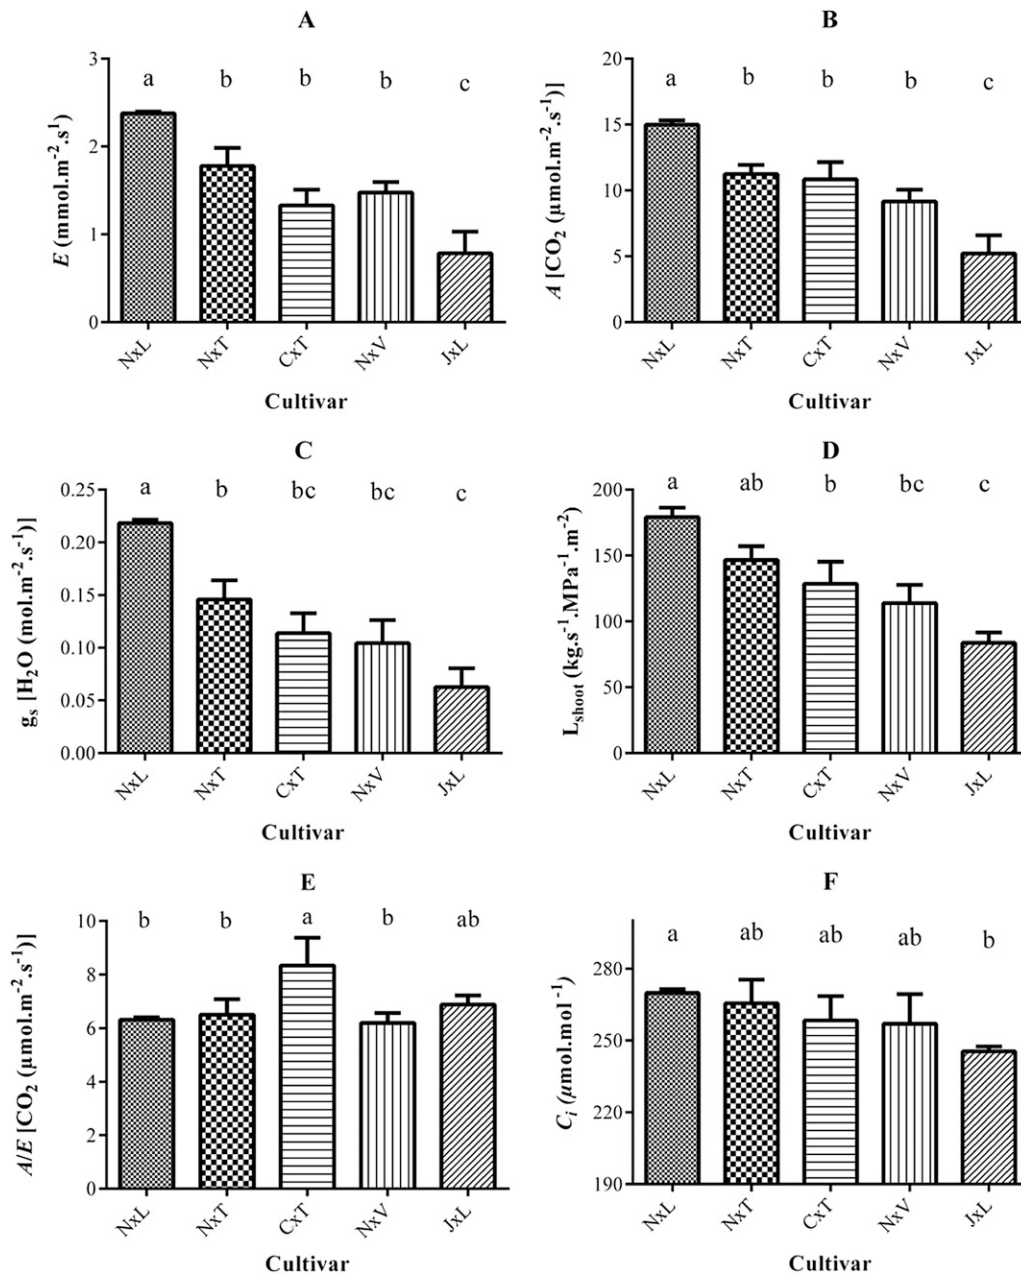 A
E (mmol.m⁻².s¹)
3
2
1
0
a b b b c
NxL NxT CxT NxV JxL
Cultivar
B
A [CO₂ (μmol.m⁻².s⁻¹)]
20
15
10
5
0
a b b b c
NxL NxT CxT NxV JxL
Cultivar
C
gₛ [H₂O (mol.m⁻².s⁻¹)]
0.25
0.20
0.15
0.10
0.05
0.00
a b bc bc c
NxL NxT CxT NxV JxL
Cultivar
D
Lshoot (kg.s⁻¹.MPa⁻¹.m⁻²)
200
150
100
50
0
a ab b bc c
NxL NxT CxT NxV JxL
Cultivar
E
A/E [CO₂ (μmol.m⁻².s⁻¹)]
10
8
6
4
2
0
b b a b ab
NxL NxT CxT NxV JxL
Cultivar
F
Cᵢ (μmol.mol⁻¹)
280
250
220
190
a ab ab ab b
NxL NxT CxT NxV JxL
Cultivar